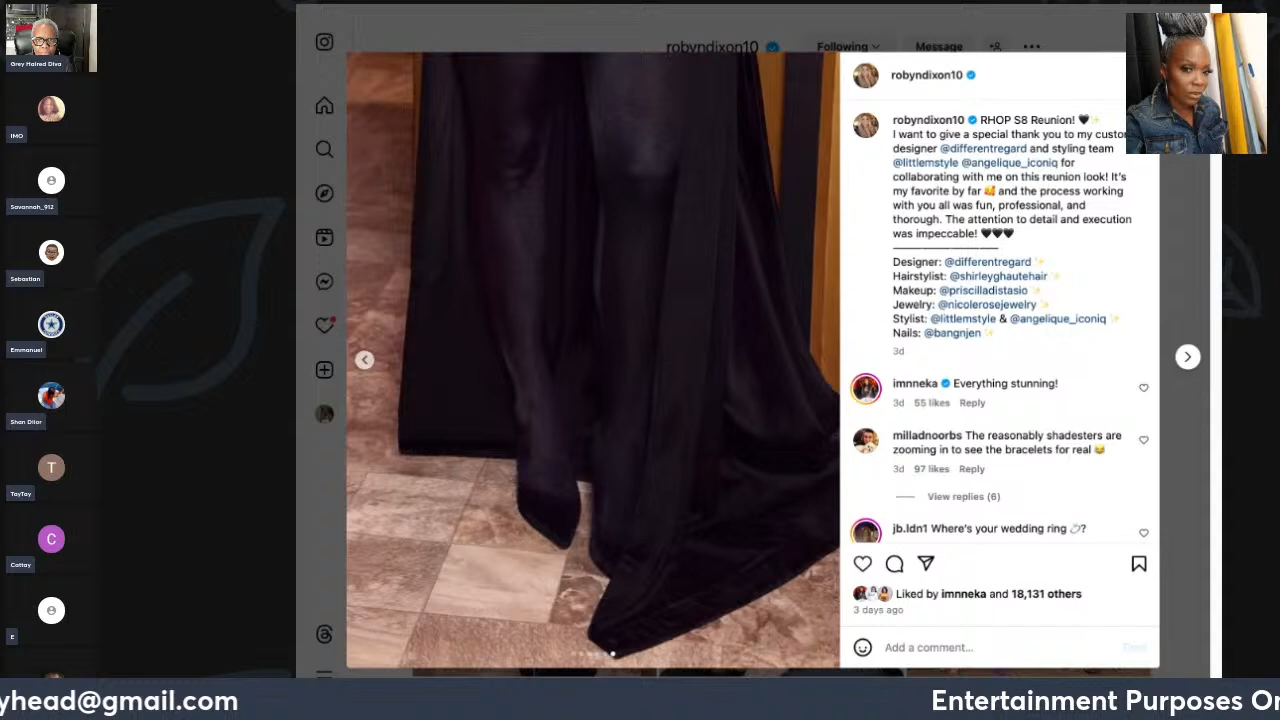 Grey Haired Diva
IMO
Savannah_912
Sebastian
Emmanuel
Shan Dior
T
TayTay
C
Cattay
E
robyndixon10
Following
Message
robyndixon10
robyndixon10 RHOP S8 Reunion! 🖤✨
I want to give a special thank you to my custo
designer @differentregard and styling team
@littlemstyle @angelique_iconiq for
collaborating with me on this reunion look! It's
my favorite by far 🥰 and the process working
with you all was fun, professional, and
thorough. The attention to detail and execution
was impeccable! 🖤🖤🖤
Designer: @differentregard ✨
Hairstylist: @shirleyghautehair ✨
Makeup: @priscilladistasio ✨
Jewelry: @nicolerosejewelry ✨
Stylist: @littlemstyle & @angelique_iconiq ✨
Nails: @bangnjen ✨
3d
imnneka Everything stunning!
3d 55 likes Reply
milladnoorbs The reasonably shadesters are
zooming in to see the bracelets for real 😂
3d 97 likes Reply
View replies (6)
jb.ldn1 Where's your wedding ring 💍?
Liked by imnneka and 18,131 others
3 days ago
Add a comment...
Post
yhead@gmail.com
Entertainment Purposes On